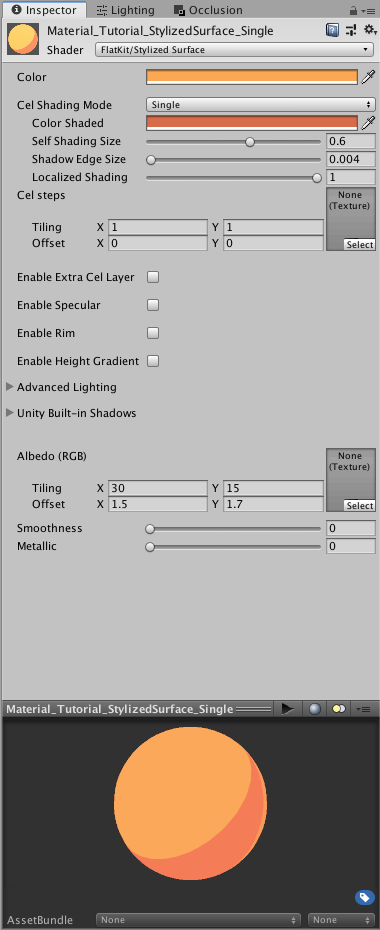 Inspector Lighting Occlusion
Material_Tutorial_StylizedSurface_Single
Shader FlatKit/Stylized Surface
Color
Cel Shading Mode Single
Color Shaded
Self Shading Size 0.6
Shadow Edge Size 0.004
Localized Shading 1
Cel steps None
(Texture)
Tiling X 1 Y 1
Offset X 0 Y 0 Select
Enable Extra Cel Layer
Enable Specular
Enable Rim
Enable Height Gradient
Advanced Lighting
Unity Built-in Shadows
Albedo (RGB) None
(Texture)
Tiling X 30 Y 15
Offset X 1.5 Y 1.7 Select
Smoothness 0
Metallic 0
Material_Tutorial_StylizedSurface_Single
AssetBundle None None